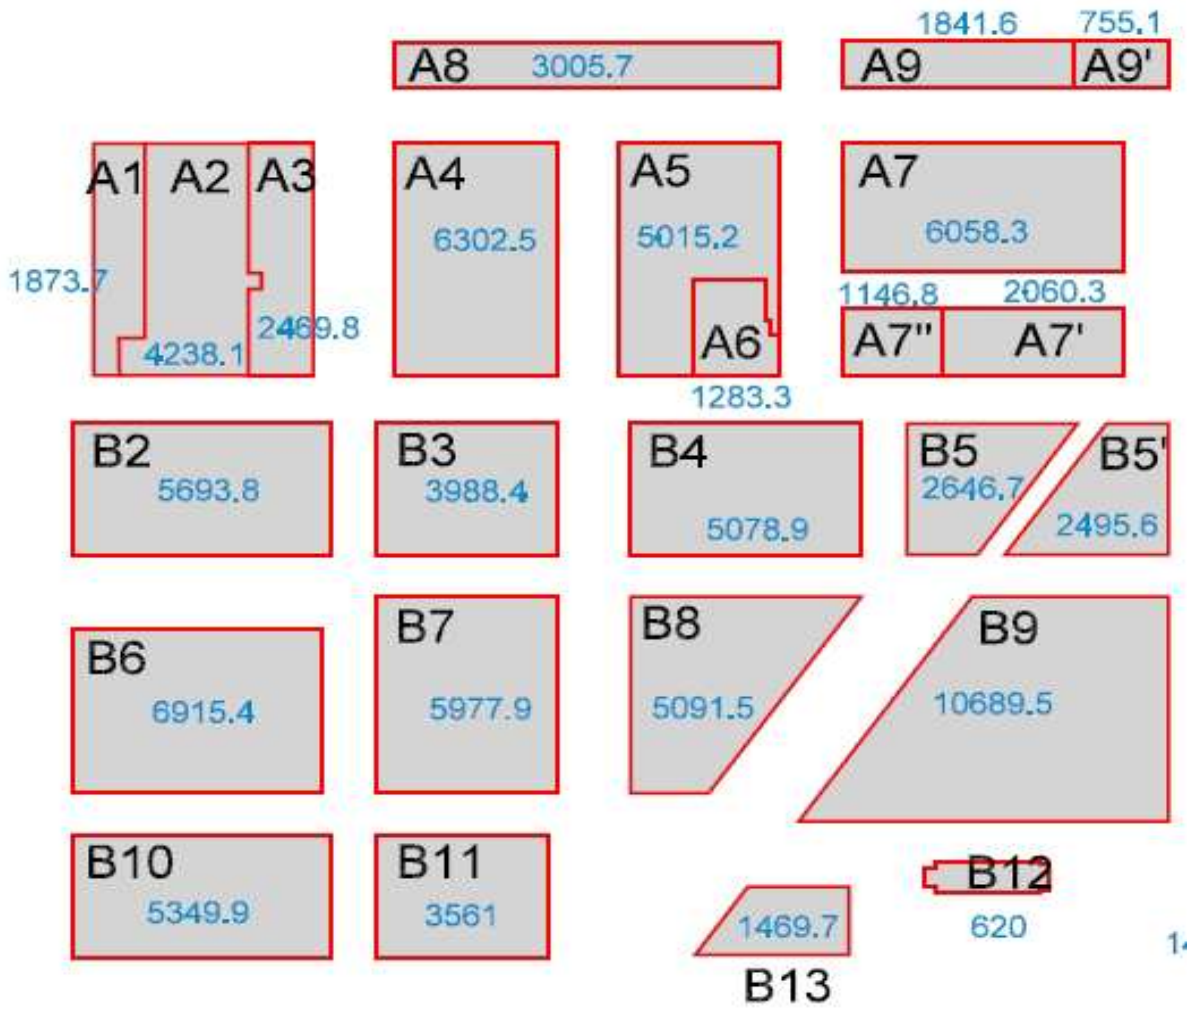 1841.6 755.1
A8 3005.7 A9 A9'
A1 A2 A3 A4 A5 A7
6302.5 5015.2 6058.3
1873.7 1146.8 2060.3
2469.8 A6 A7" A7'
4238.1
1283.3
B2 B3 B4 B5 B5'
5693.8 3988.4 2646.7
5078.9 2495.6
B6 B7 B8 B9
6915.4 5977.9 5091.5 10689.5
B10 B11 B12
5349.9 3561 1469.7 620
B13